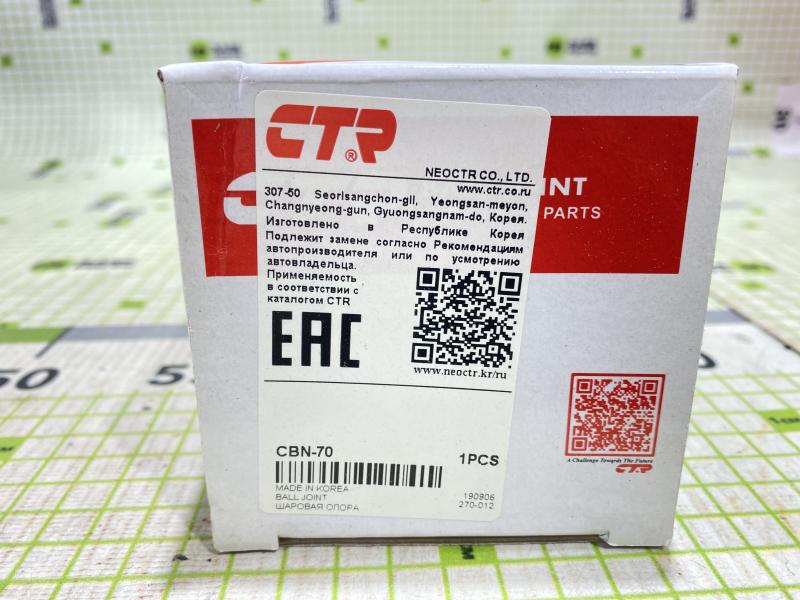 CTR®
NEOCTR CO., LTD.
www.ctr.co.ru
307-50 Seorisangchon-gil, Yeongsan-meyon,
Changnyeong-gun, Gyuongsangnam-do, Корея.
Изготовлено в Республике Корея
Подлежит замене согласно Рекомендациям
автопроизводителя или по усмотрению
автовладельца.
Применяемость
в соответствии с
каталогом CTR
EAC
www.neoctr.kr/ru
CBN-70
1PCS
MADE IN KOREA
BALL JOINT
ШАРОВАЯ ОПОРА
190906
270-012
INT
PARTS
A Challenge Towards The Future
CTR
50